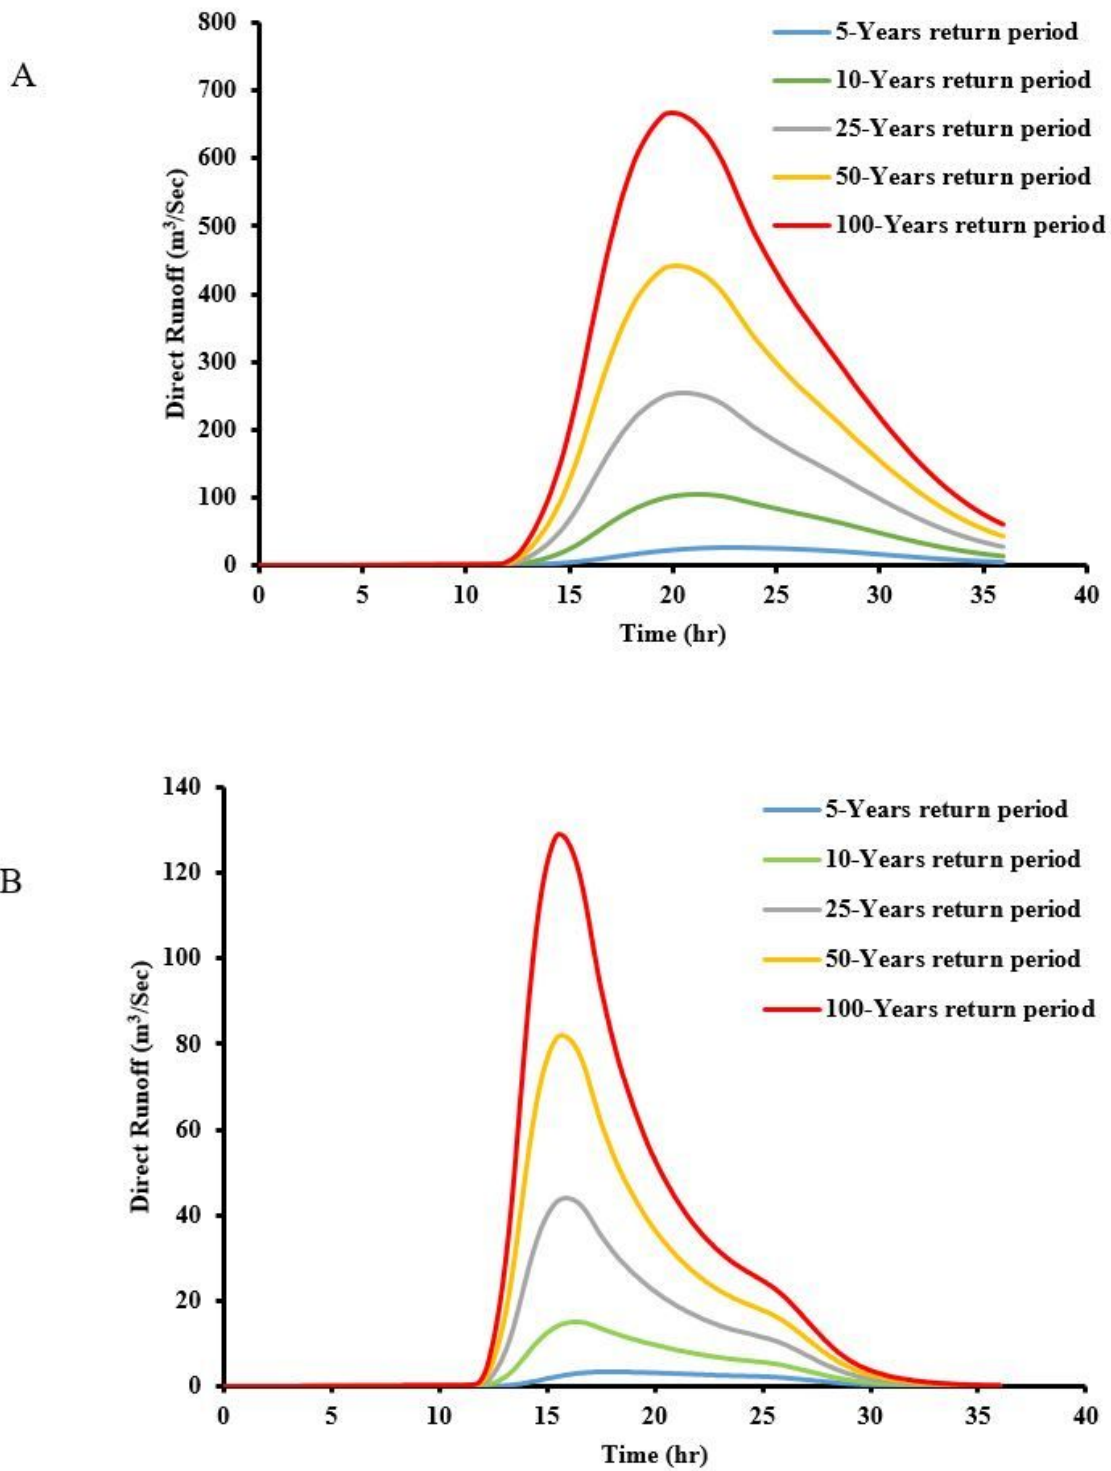 A
800
700
600
500
400
300
200
100
0
Direct Runoff (m³/Sec)
0 5 10 15 20 25 30 35 40
Time (hr)
5-Years return period
10-Years return period
25-Years return period
50-Years return period
100-Years return period
B
140
120
100
80
60
40
20
0
Direct Runoff (m³/Sec)
0 5 10 15 20 25 30 35 40
Time (hr)
5-Years return period
10-Years return period
25-Years return period
50-Years return period
100-Years return period